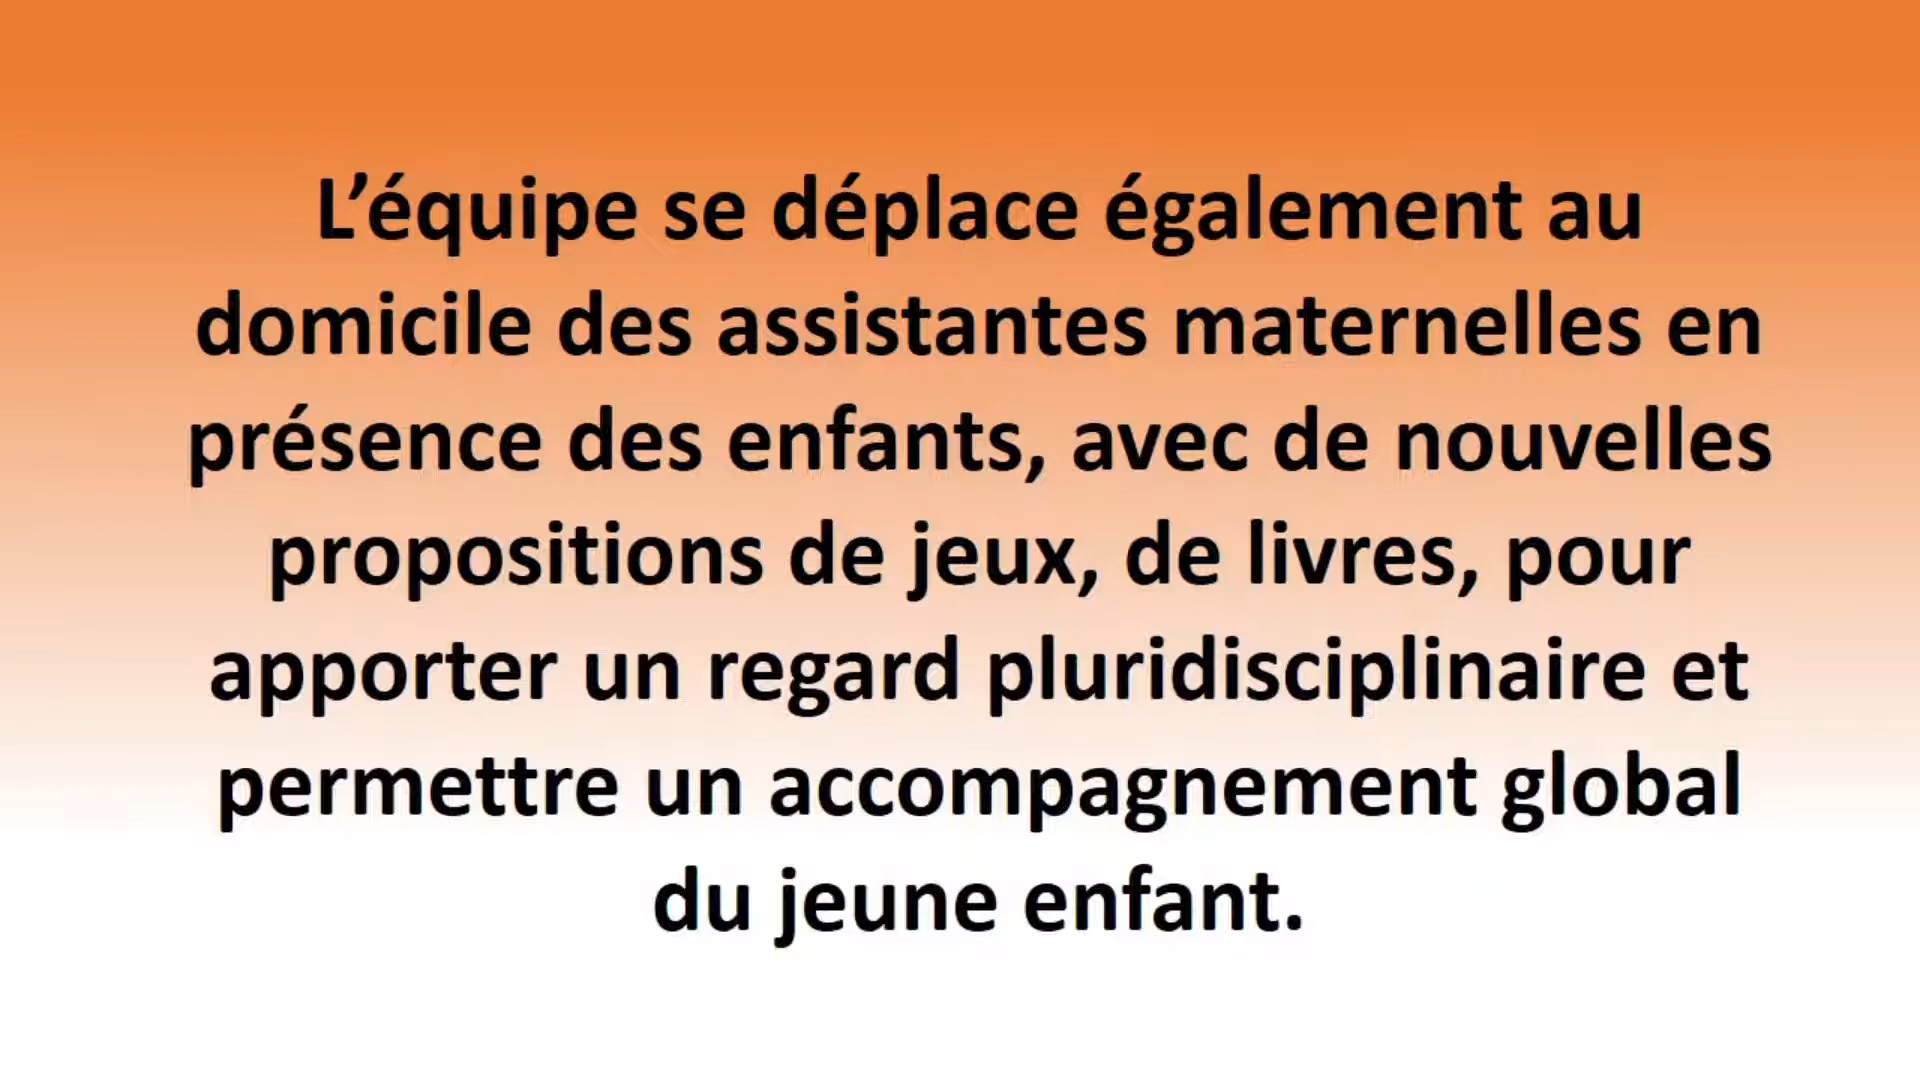 L’équipe se déplace également au
domicile des assistantes maternelles en
présence des enfants, avec de nouvelles
propositions de jeux, de livres, pour
apporter un regard pluridisciplinaire et
permettre un accompagnement global
du jeune enfant.